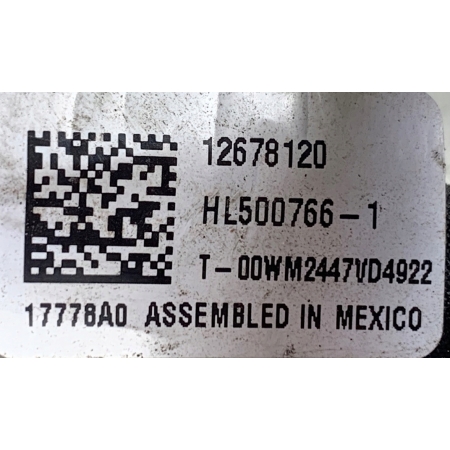 12678120
HL500766-1
T-00WM2447VD4922
17778A0 ASSEMBLED IN MEXICO